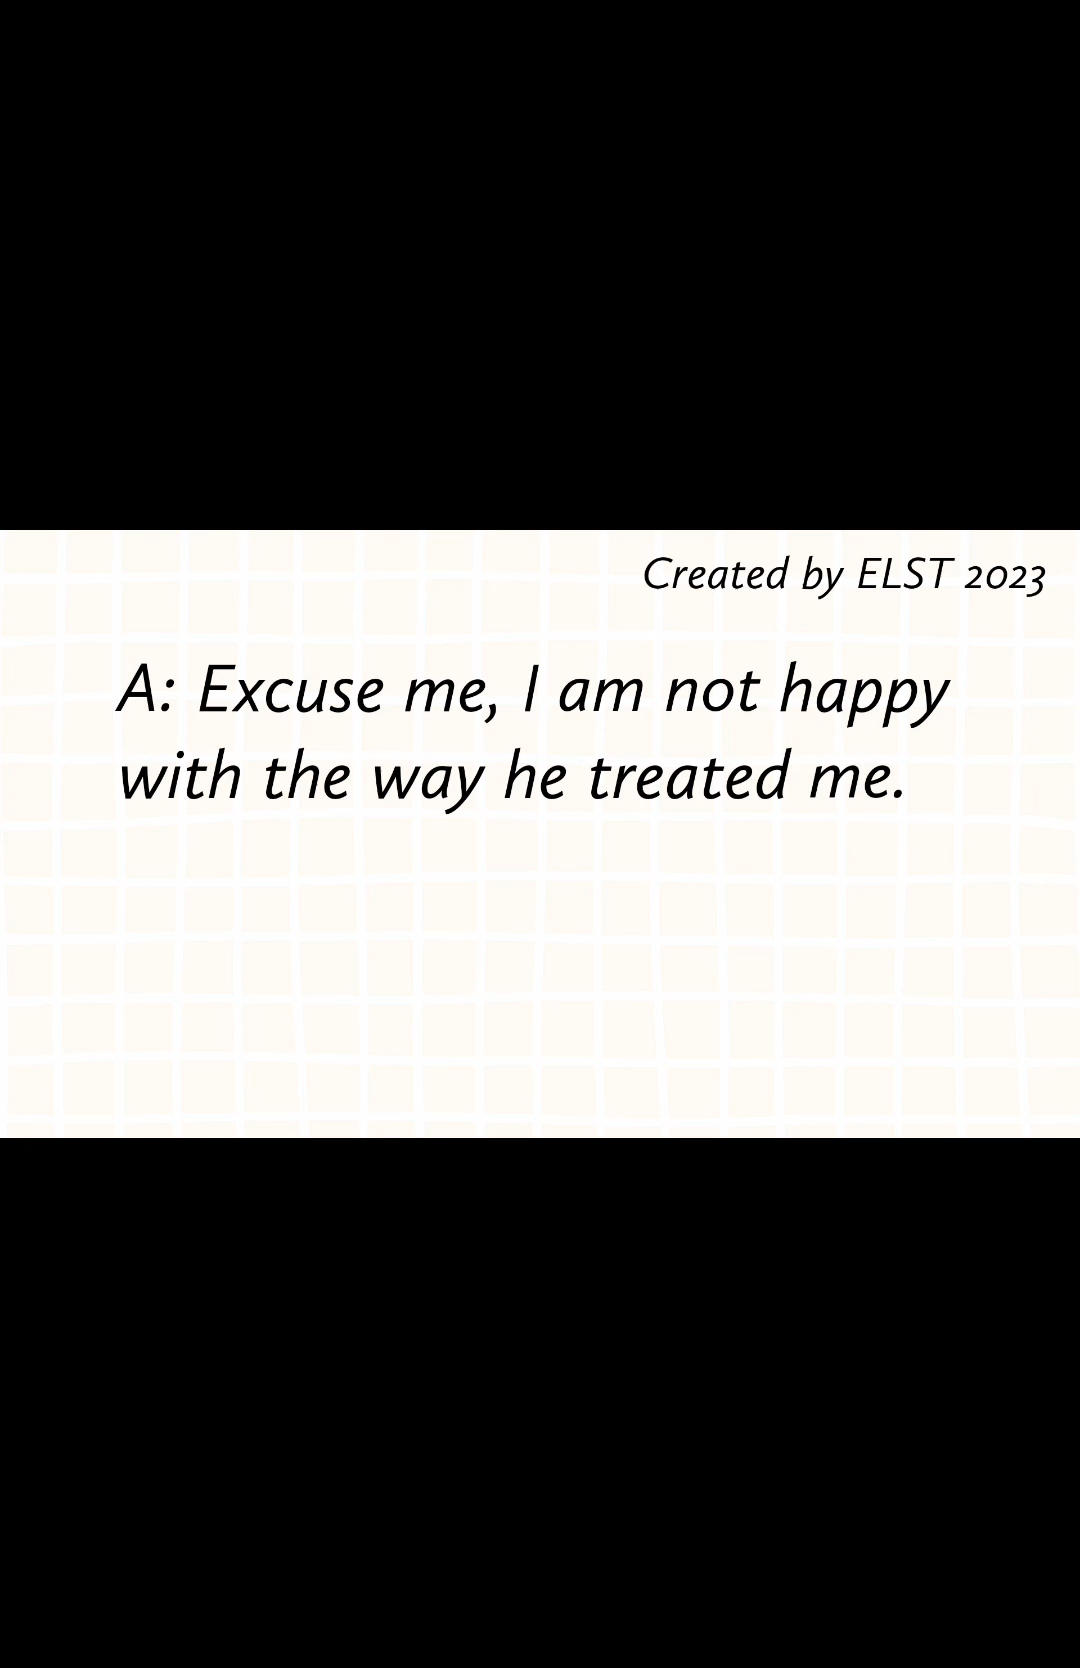 Created by ELST 2023
A: Excuse me, I am not happy
with the way he treated me.